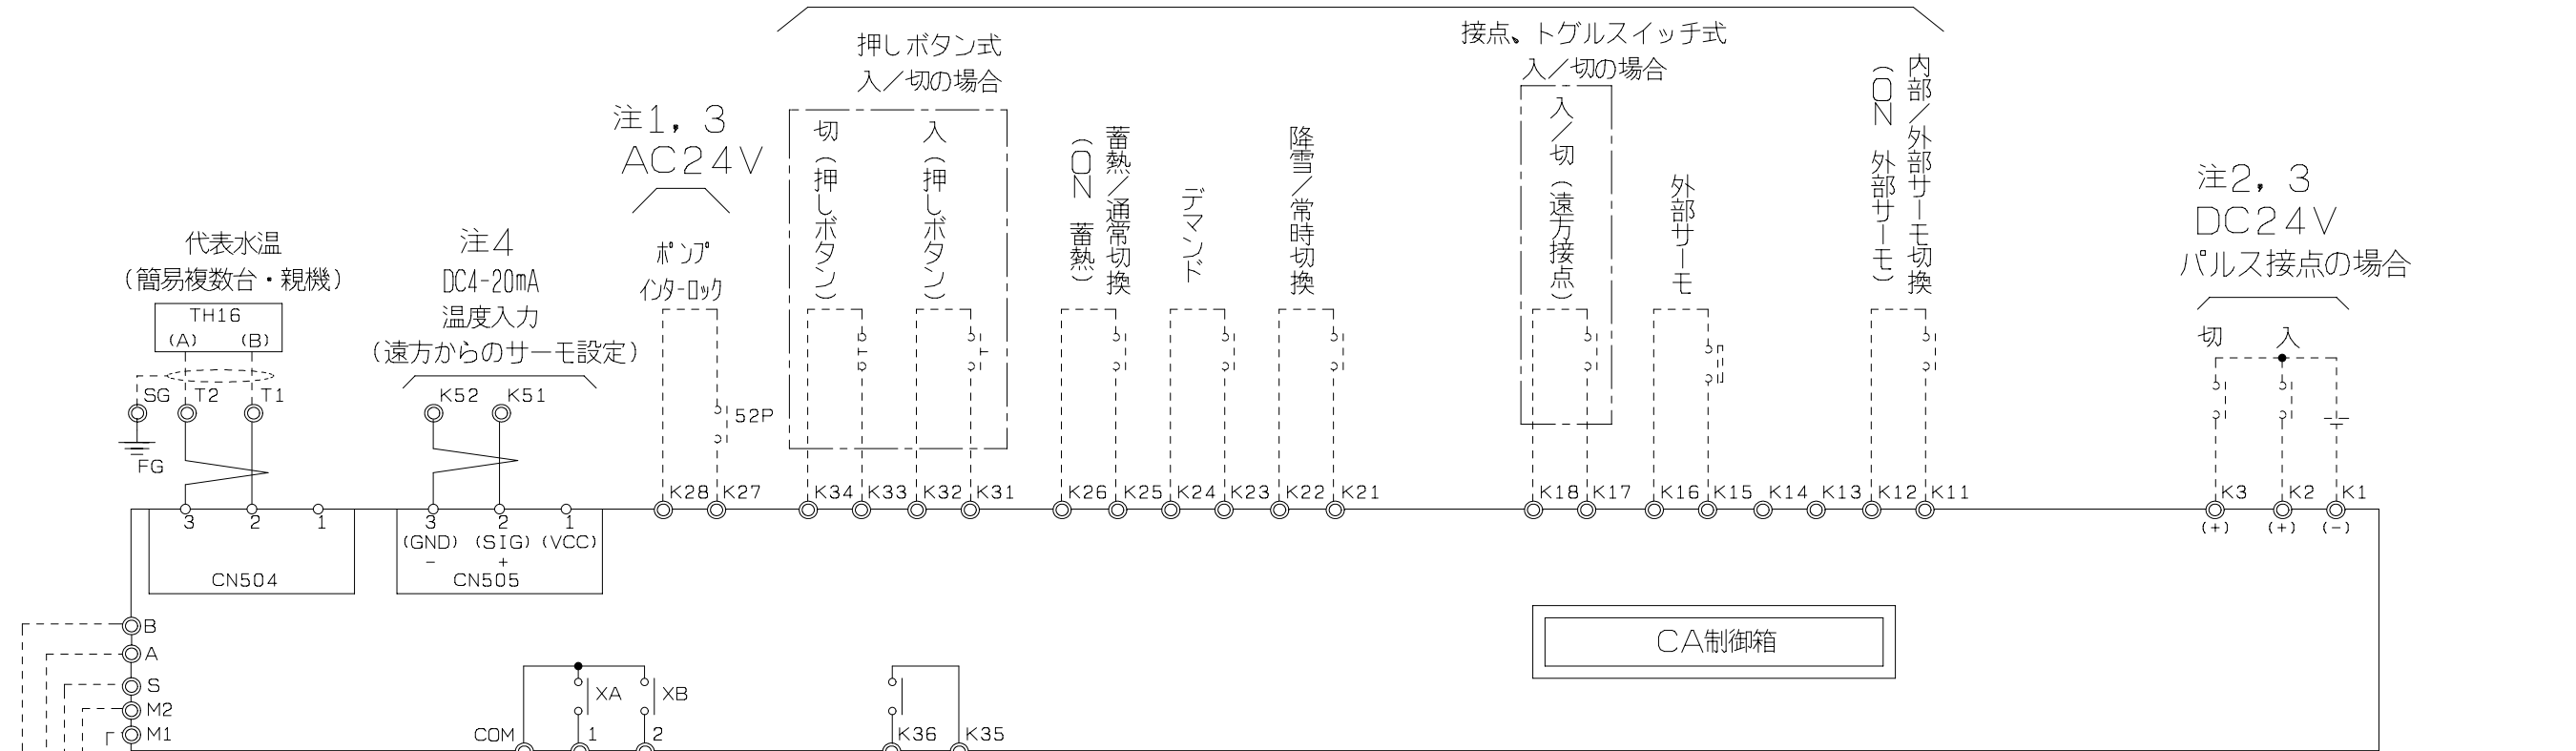 押しボタン式
入／切の場合
接点、トグルスイッチ式
入／切の場合
注1，3
AC24V
ポンプ
インターロック
切（押しボタン）
入（押しボタン）
蓄熱／通常切換
（ON　蓄熱）
デマンド
降雪／常時切換
入／切（遠方接点）
外部サーモ
内部／外部サーモ切換
（ON　外部サーモ）
注2，3
DC24V
パルス接点の場合
切 入
代表水温
（簡易複数台・親機）
TH16
(A) (B)
注4
DC4-20mA
温度入力
（遠方からのサーモ設定）
SG T2 T1
FG
K52 K51
52P
K28 K27 K34 K33 K32 K31 K26 K25 K24 K23 K22 K21 K18 K17 K16 K15 K14 K13 K12 K11 K3 K2 K1
(+) (+) (-)
3 2 1
CN504
3 2 1
(GND) (SIG) (VCC)
- +
CN505
CA制御箱
B
A
S
M2
M1
XA XB
COM 1 2
K36 K35